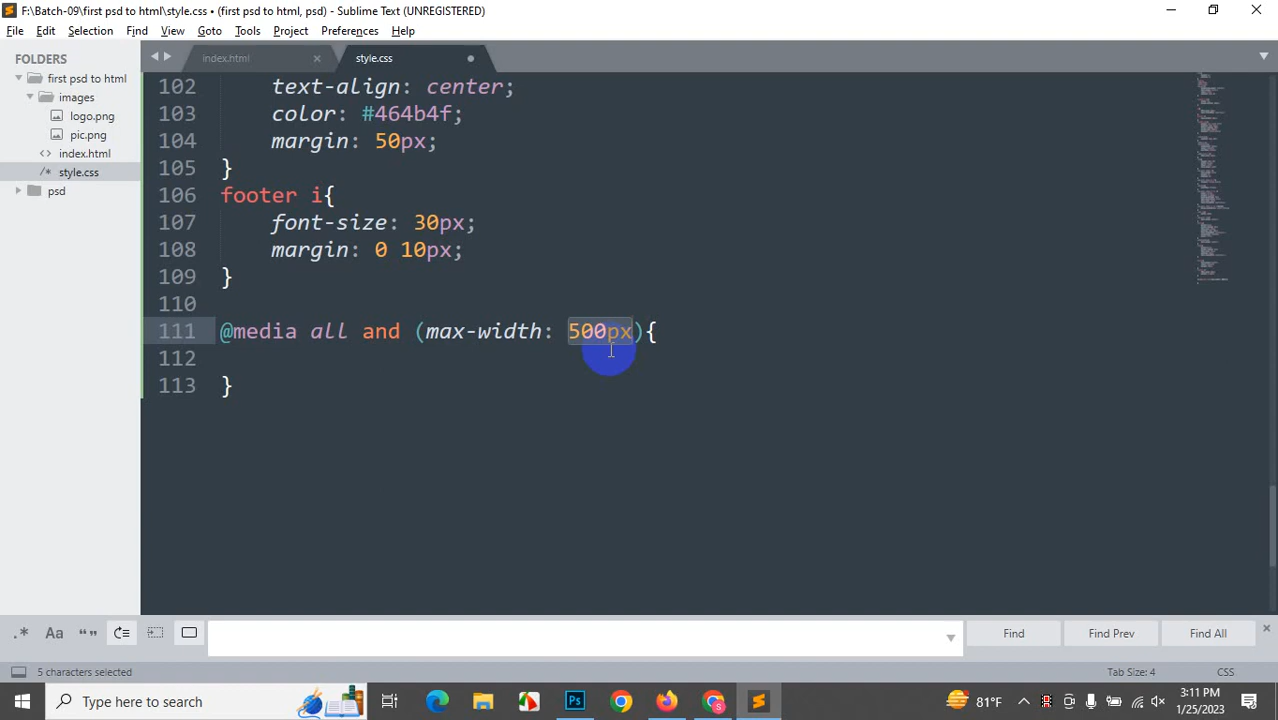 F:\Batch-09\first psd to html\style.css • (first psd to html, psd) - Sublime Text (UNREGISTERED)
File Edit Selection Find View Goto Tools Project Preferences Help
FOLDERS
first psd to html
images
logo.png
pic.png
index.html
style.css
psd
index.html
style.css
102 text-align: center;
103 color: #464b4f;
104 margin: 50px;
105 }
106 footer i{
107 font-size: 30px;
108 margin: 0 10px;
109 }
110
111 @media all and (max-width: 500px){
112
113 }
.* Aa “” Find Find Prev Find All
5 characters selected Tab Size: 4 CSS
Type here to search Ps S 81°F 3:11 PM
1/25/2023